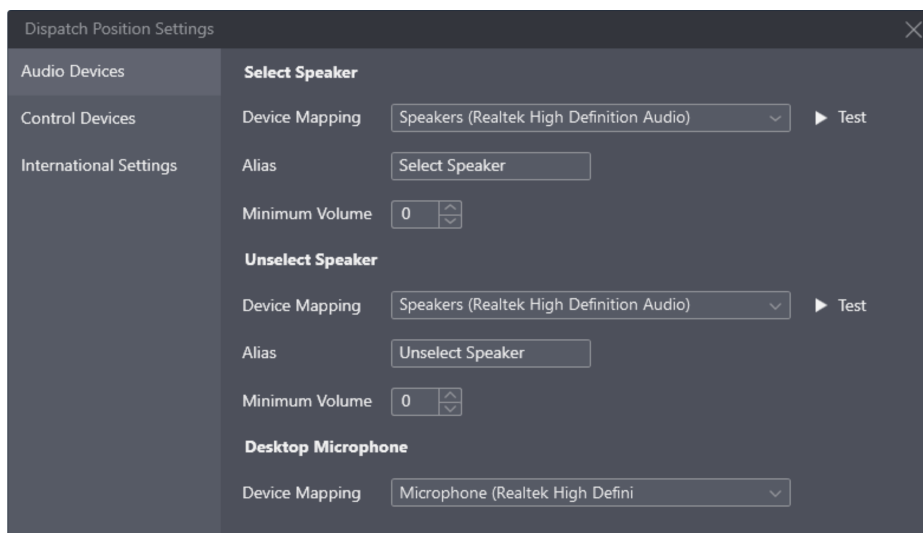 Dispatch Position Settings
Audio Devices
Control Devices
International Settings
Select Speaker
Device Mapping Speakers (Realtek High Definition Audio) Test
Alias Select Speaker
Minimum Volume 0
Unselect Speaker
Device Mapping Speakers (Realtek High Definition Audio) Test
Alias Unselect Speaker
Minimum Volume 0
Desktop Microphone
Device Mapping Microphone (Realtek High Defini